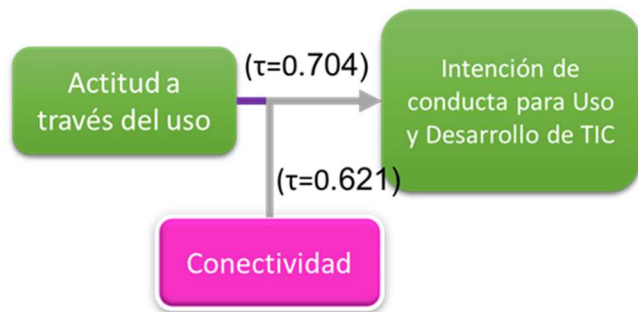 Actitud a
través del uso
(τ=0.704)
Intención de
conducta para Uso
y Desarrollo de TIC
(τ=0.621)
Conectividad